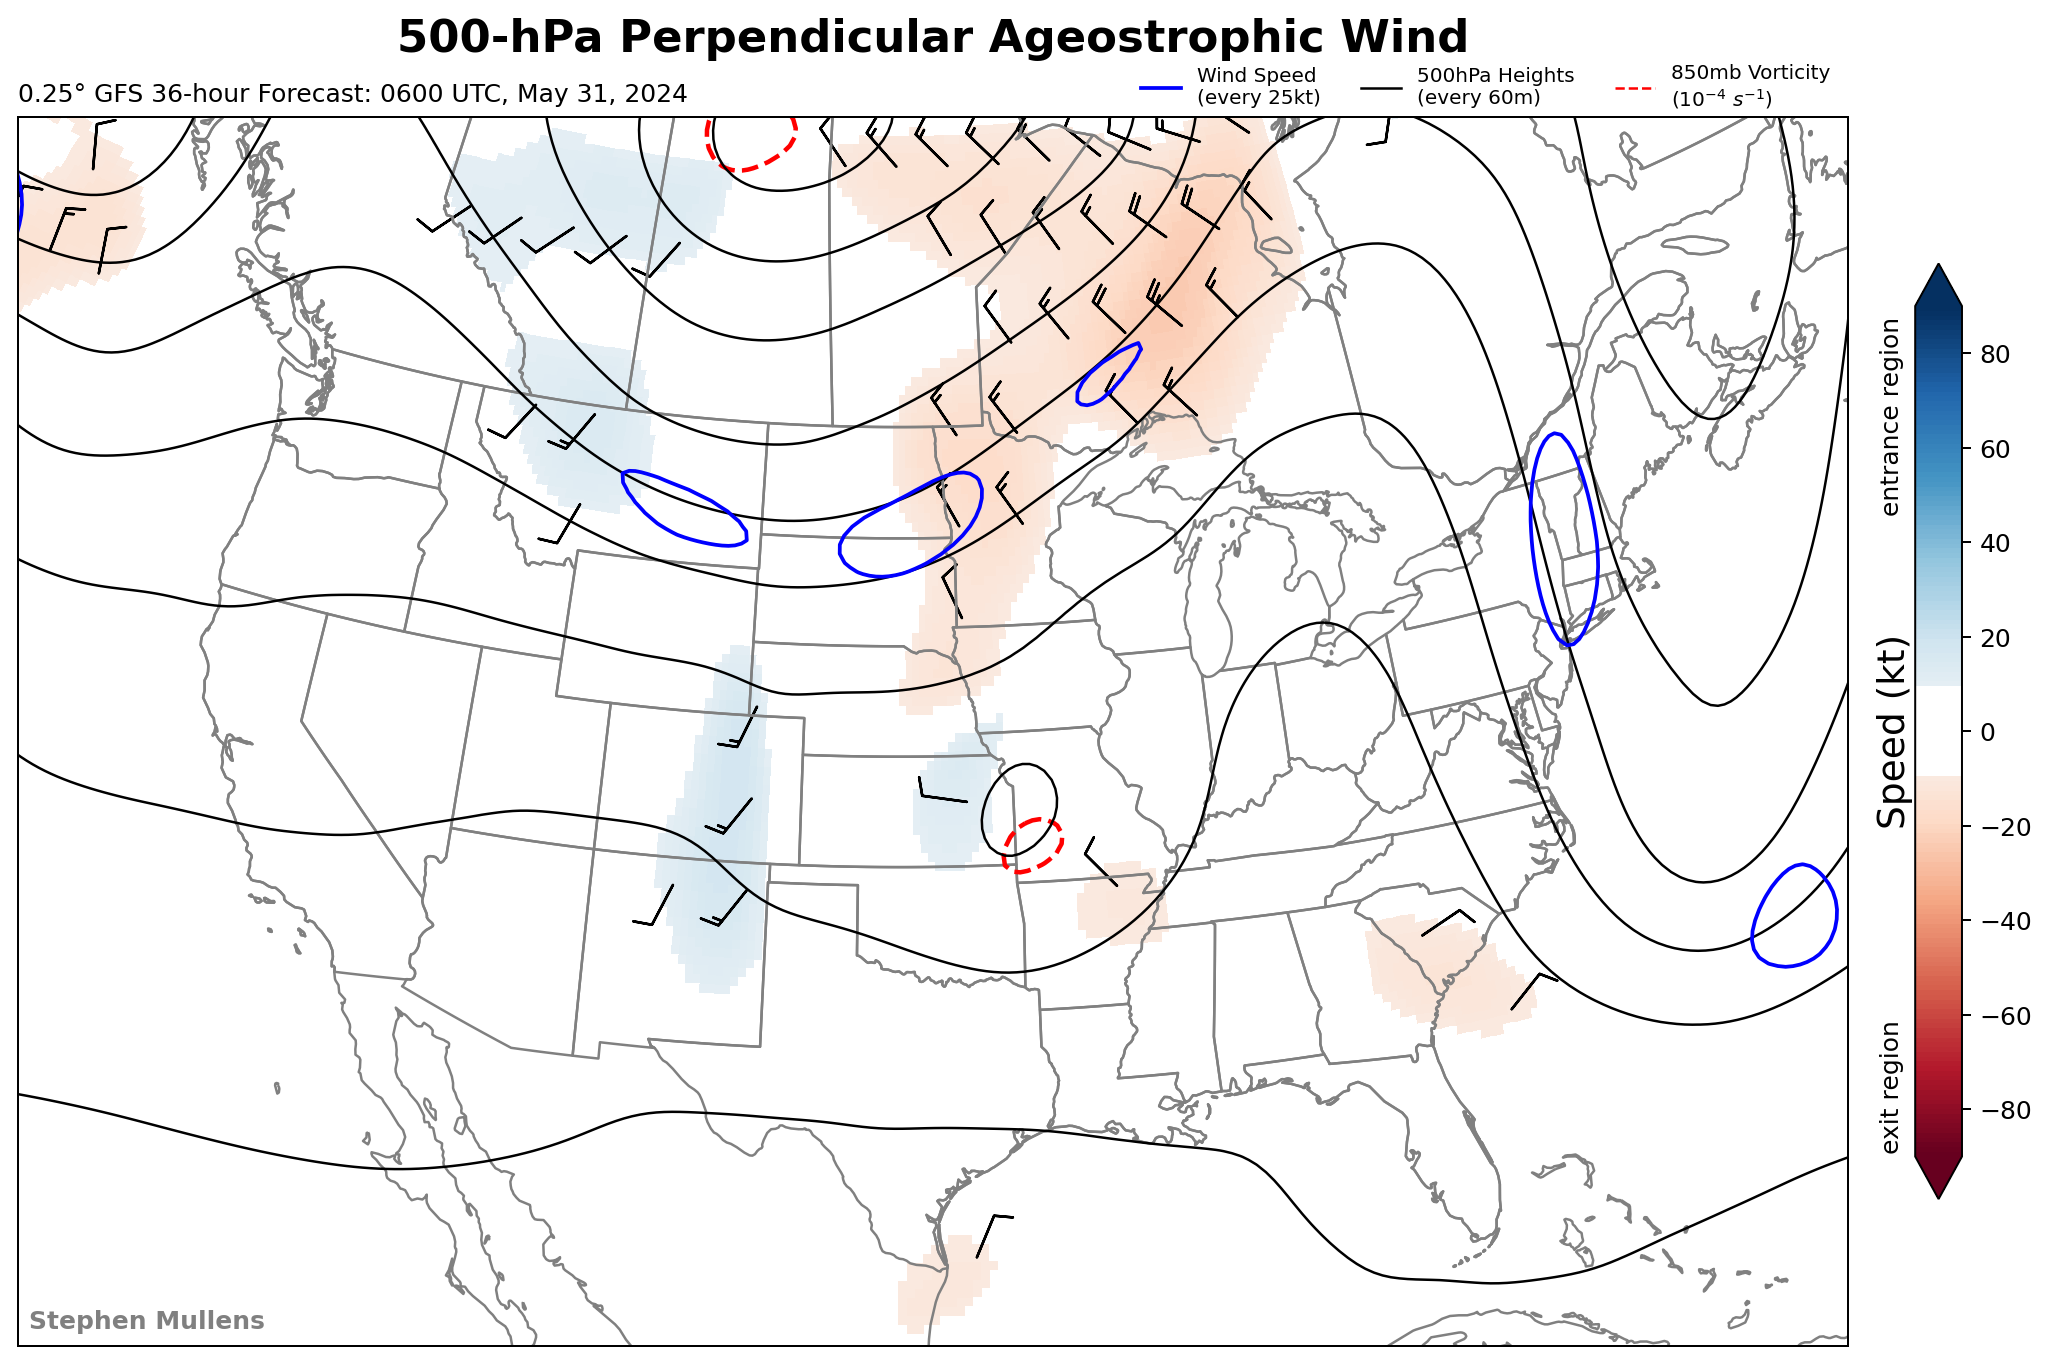 500-hPa Perpendicular Ageostrophic Wind
0.25° GFS 36-hour Forecast: 0600 UTC, May 31, 2024
Wind Speed
(every 25kt)
500hPa Heights
(every 60m)
850mb Vorticity
(10⁻⁴ s⁻¹)
entrance region
Speed (kt)
exit region
80
60
40
20
0
−20
−40
−60
−80
Stephen Mullens